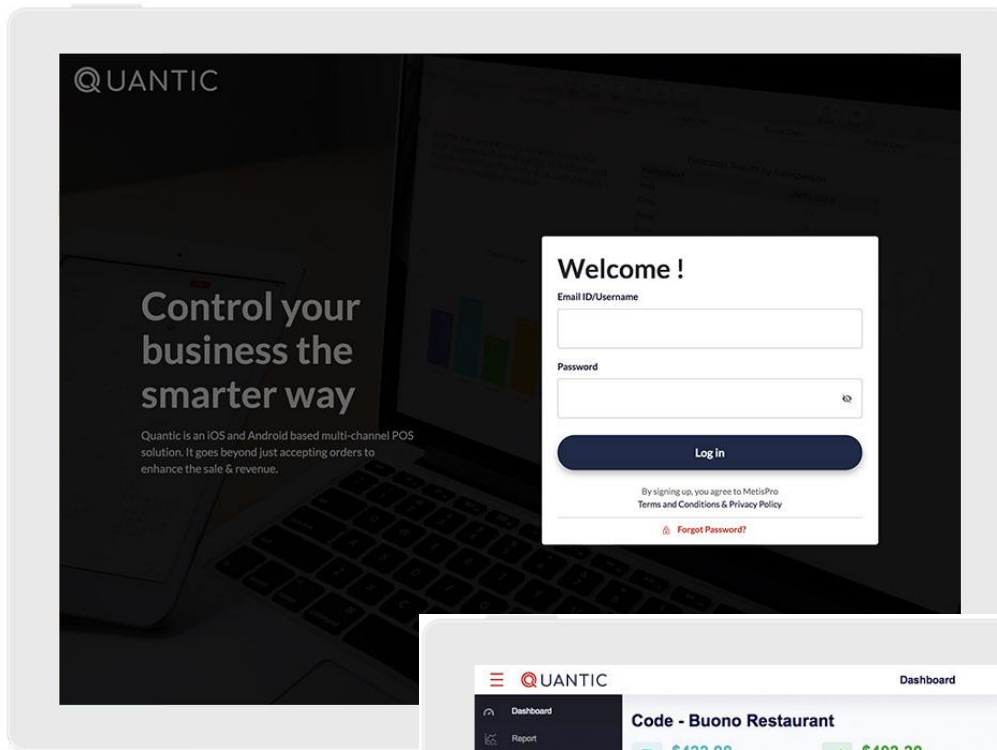 QUANTIC
Control your
business the
smarter way
Quantic is an iOS and Android based multi-channel POS
solution. It goes beyond just accepting orders to
enhance the sale & revenue.
Welcome !
Email ID/Username
Password
Log in
By signing up, you agree to MetisPro
Terms and Conditions & Privacy Policy
Forgot Password?
QUANTIC
Dashboard
Dashboard
Report
Code - Buono Restaurant